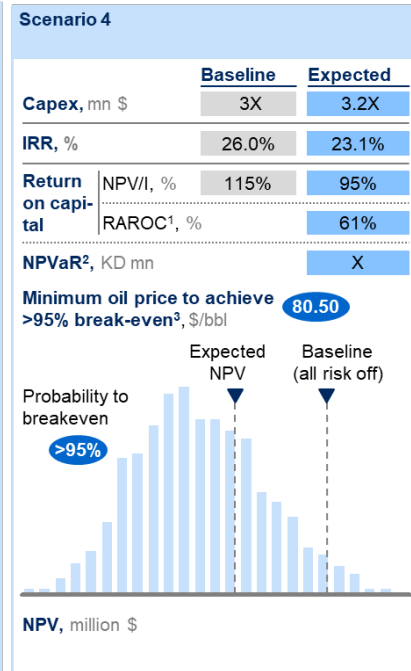 Scenario 4
Baseline Expected
Capex, mn $ 3X 3.2X
IRR, % 26.0% 23.1%
Return NPV/I, % 115% 95%
on capi-
tal RAROC1, % 61%
NPVaR2, KD mn X
Minimum oil price to achieve
>95% break-even3, $/bbl 80.50
Expected Baseline
NPV (all risk off)
Probability to
breakeven
>95%
NPV, million $